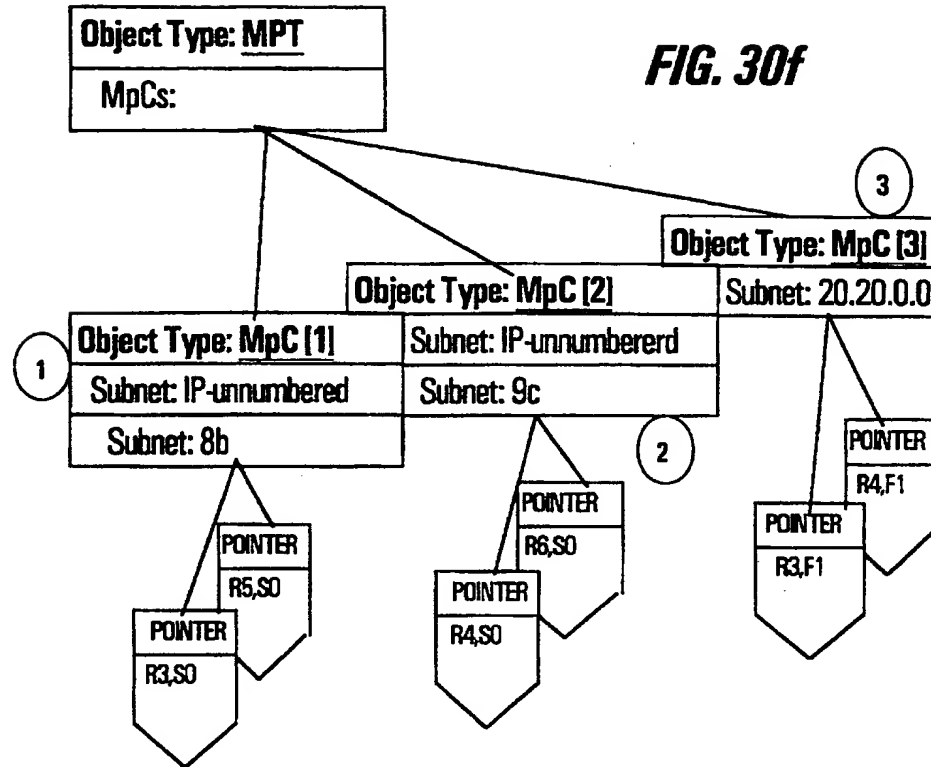 Object Type: MPT
MpCs:
FIG. 30f
3
Object Type: MpC [3]
Subnet: 20.20.0.0
Object Type: MpC [2]
Subnet: IP-unnumbererd
Subnet: 9c
2
1
Object Type: MpC [1]
Subnet: IP-unnumbered
Subnet: 8b
POINTER
R3,S0
POINTER
R5,S0
POINTER
R4,S0
POINTER
R6,S0
POINTER
R3,F1
POINTER
R4,F1